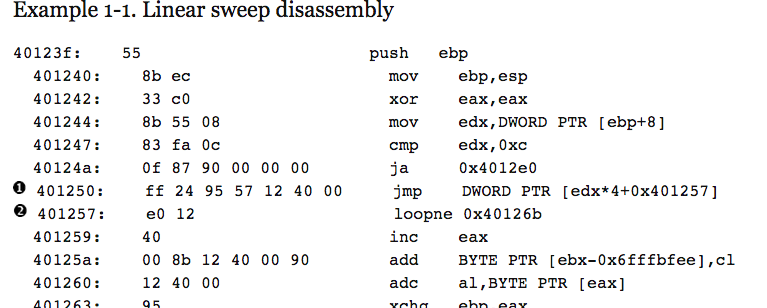 Example 1-1. Linear sweep disassembly
40123f: 55 push ebp
401240: 8b ec mov ebp,esp
401242: 33 c0 xor eax,eax
401244: 8b 55 08 mov edx,DWORD PTR [ebp+8]
401247: 83 fa 0c cmp edx,0xc
40124a: 0f 87 90 00 00 00 ja 0x4012e0
❶ 401250: ff 24 95 57 12 40 00 jmp DWORD PTR [edx*4+0x401257]
❷ 401257: e0 12 loopne 0x40126b
401259: 40 inc eax
40125a: 00 8b 12 40 00 90 add BYTE PTR [ebx-0x6fffbfee],cl
401260: 12 40 00 adc al,BYTE PTR [eax]
401263: 95 xchg ebp,eax